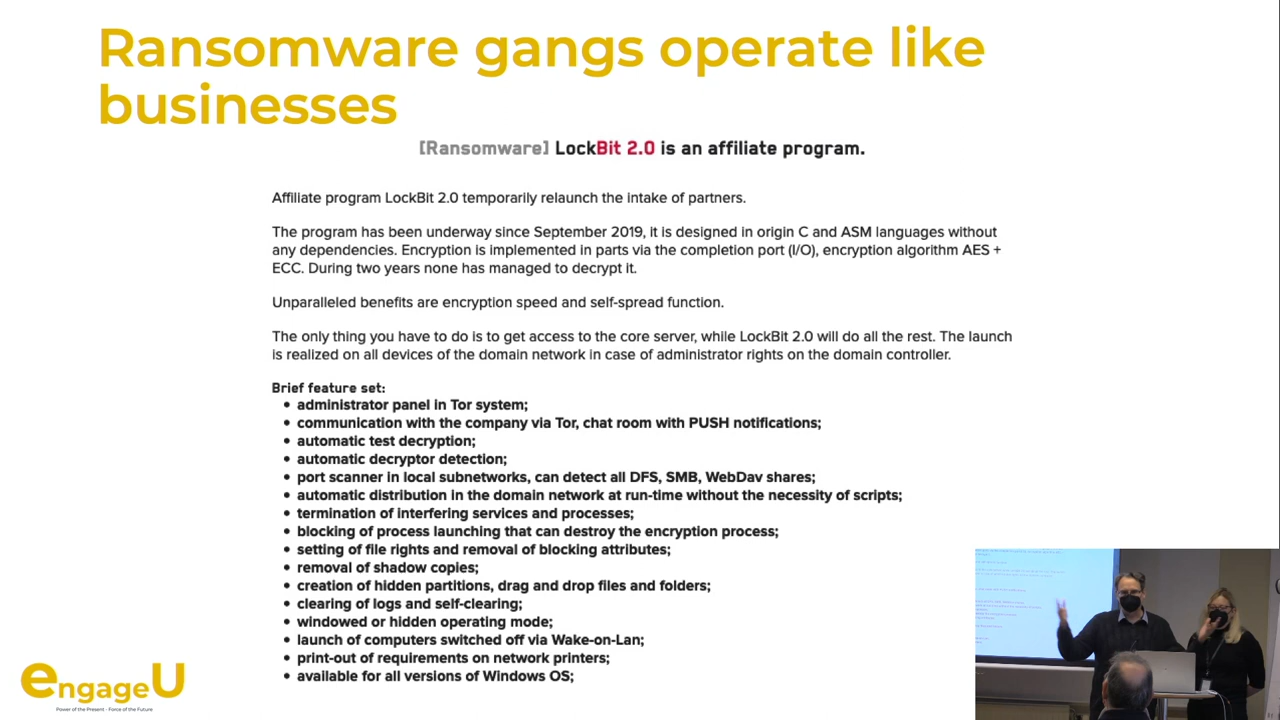 Ransomware gangs operate like
businesses
[Ransomware] LockBit 2.0 is an affiliate program.
Affiliate program LockBit 2.0 temporarily relaunch the intake of partners.
The program has been underway since September 2019, it is designed in origin C and ASM languages without
any dependencies. Encryption is implemented in parts via the completion port (I/O), encryption algorithm AES +
ECC. During two years none has managed to decrypt it.
Unparalleled benefits are encryption speed and self-spread function.
The only thing you have to do is to get access to the core server, while LockBit 2.0 will do all the rest. The launch
is realized on all devices of the domain network in case of administrator rights on the domain controller.
Brief feature set:
• administrator panel in Tor system;
• communication with the company via Tor, chat room with PUSH notifications;
• automatic test decryption;
• automatic decryptor detection;
• port scanner in local subnetworks, can detect all DFS, SMB, WebDav shares;
• automatic distribution in the domain network at run-time without the necessity of scripts;
• termination of interfering services and processes;
• blocking of process launching that can destroy the encryption process;
• setting of file rights and removal of blocking attributes;
• removal of shadow copies;
• creation of hidden partitions, drag and drop files and folders;
• clearing of logs and self-clearing;
• windowed or hidden operating mode;
• launch of computers switched off via Wake-on-Lan;
• print-out of requirements on network printers;
• available for all versions of Windows OS;
engageU
Power of the Present - Force of the Future